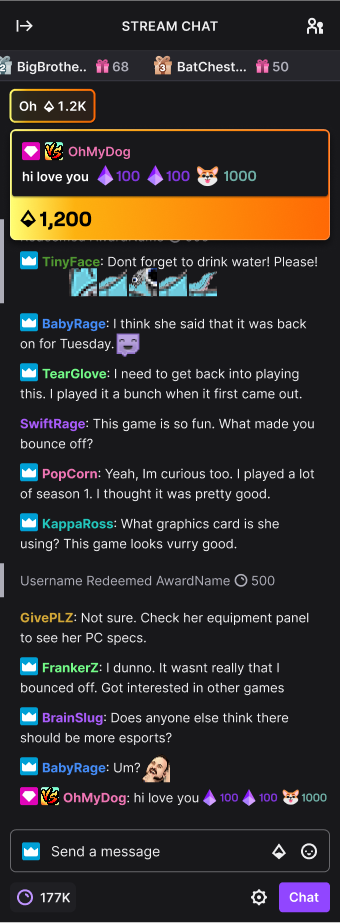 STREAM CHAT
2 BigBrothe.. 68 3 BatChest... 50
Oh 1.2K
OhMyDog
hi love you 100 100 1000
1,200
TinyFace: Dont forget to drink water! Please!
BabyRage: I think she said that it was back
on for Tuesday.
TearGlove: I need to get back into playing
this. I played it a bunch when it first came out.
SwiftRage: This game is so fun. What made you
bounce off?
PopCorn: Yeah, Im curious too. I played a lot
of season 1. I thought it was pretty good.
KappaRoss: What graphics card is she
using? This game looks vurry good.
Username Redeemed AwardName 500
GivePLZ: Not sure. Check her equipment panel
to see her PC specs.
FrankerZ: I dunno. It wasnt really that I
bounced off. Got interested in other games
BrainSlug: Does anyone else think there
should be more esports?
BabyRage: Um?
OhMyDog: hi love you 100 100 1000
Send a message
177K Chat